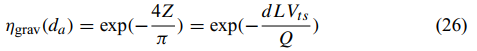 η_grav(d_a) = exp(−4Z/π) = exp(−dLV_ts/Q) (26)